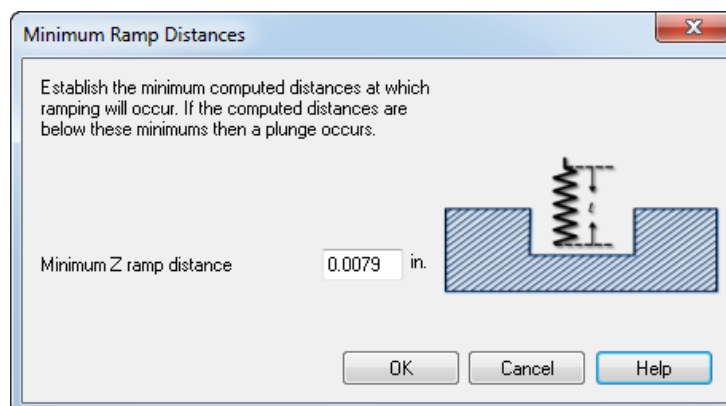 Minimum Ramp Distances
X
Establish the minimum computed distances at which
ramping will occur. If the computed distances are
below these minimums then a plunge occurs.
Minimum Z ramp distance 0.0079 in.
OK Cancel Help